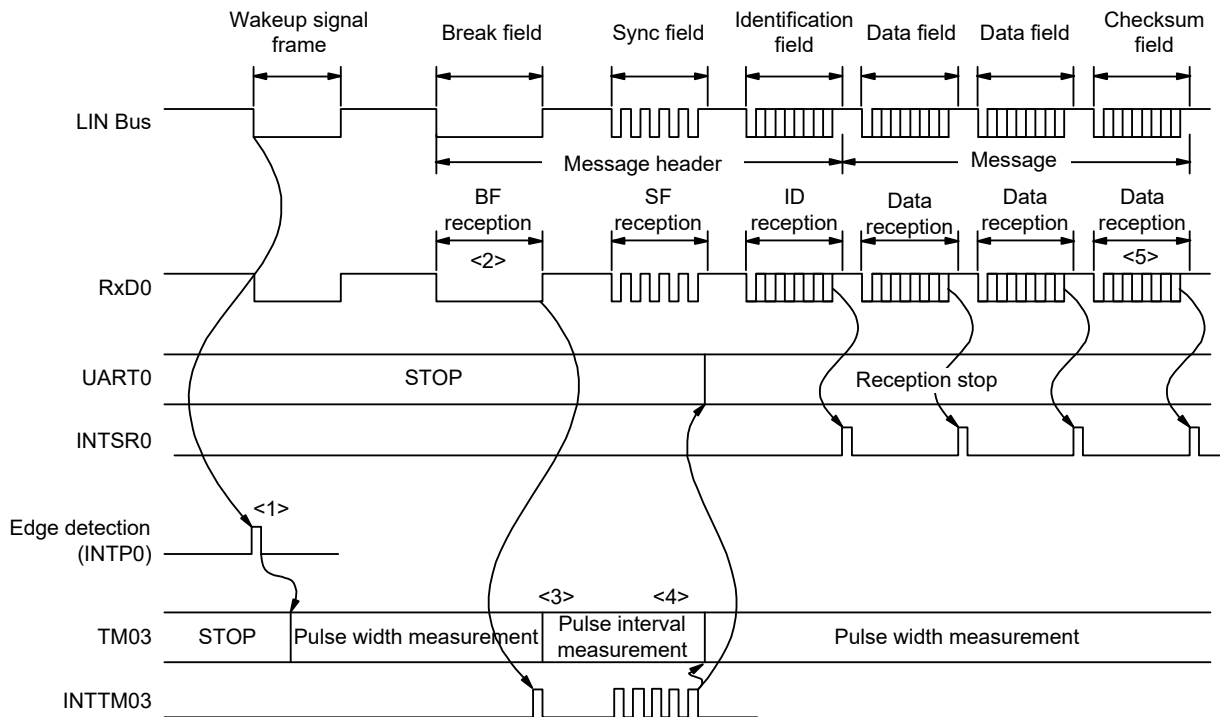 Wakeup signal frame
Break field
Sync field
Identification field
Data field
Data field
Checksum field
LIN Bus
Message header
Message
BF reception
SF reception
ID reception
Data reception
Data reception
Data reception
<2>
<5>
RxD0
UART0
STOP
Reception stop
INTSR0
<1>
Edge detection (INTP0)
<3>
<4>
TM03
STOP
Pulse width measurement
Pulse interval measurement
Pulse width measurement
INTTM03